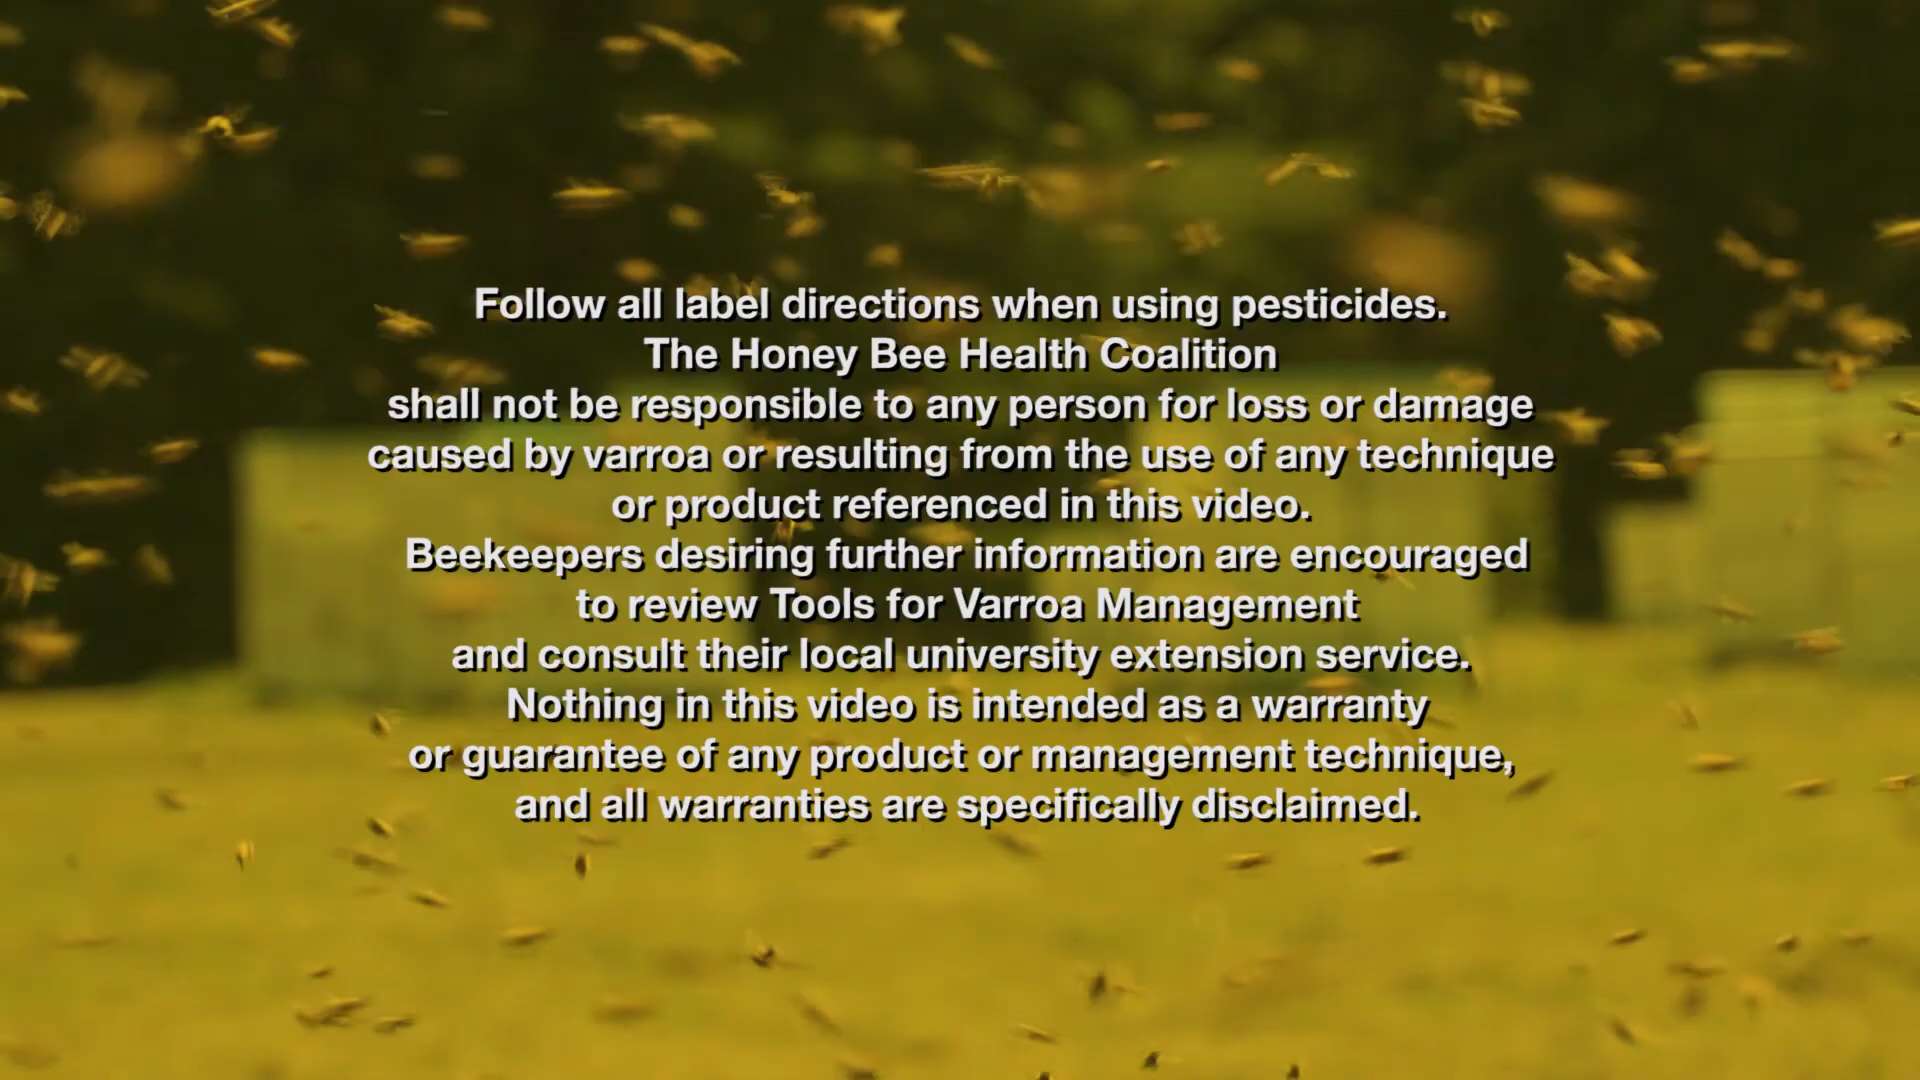 Follow all label directions when using pesticides.
The Honey Bee Health Coalition
shall not be responsible to any person for loss or damage
caused by varroa or resulting from the use of any technique
or product referenced in this video.
Beekeepers desiring further information are encouraged
to review Tools for Varroa Management
and consult their local university extension service.
Nothing in this video is intended as a warranty
or guarantee of any product or management technique,
and all warranties are specifically disclaimed.